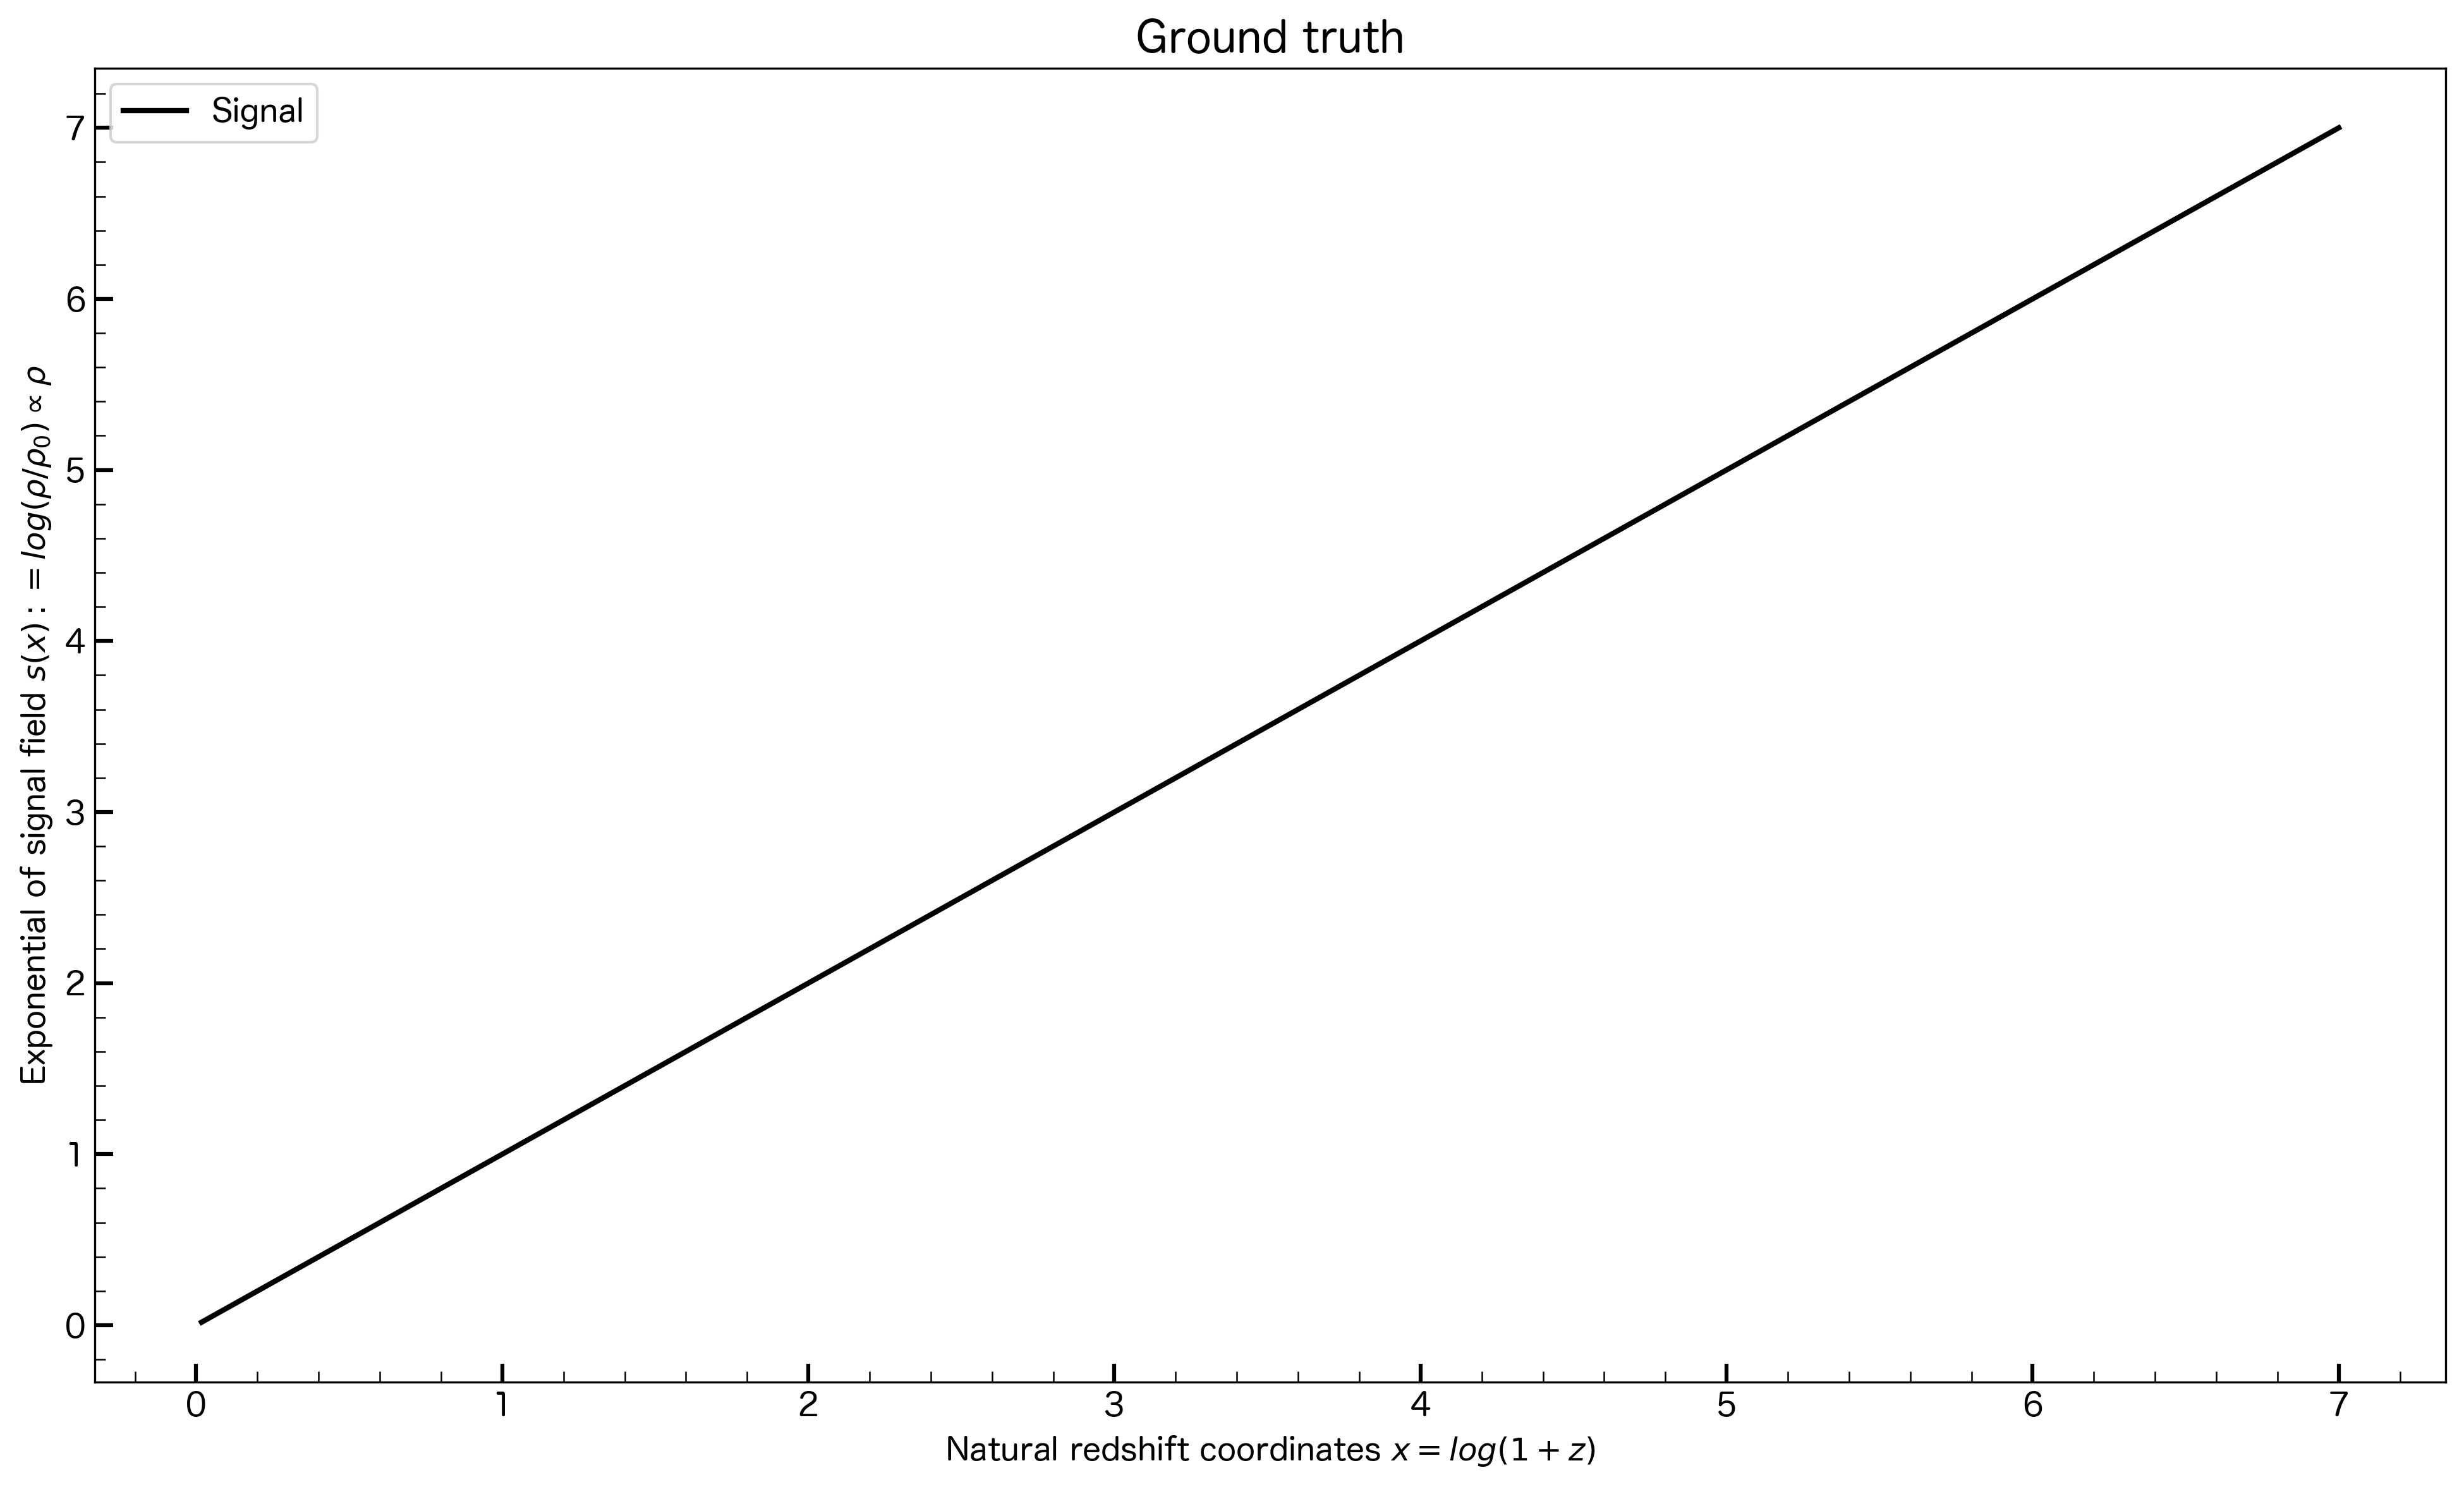 Ground truth
Signal
7
6
5
4
3
2
1
0
Exponential of signal field s(x) := log(ρ/ρ₀) ∝ ρ
0 1 2 3 4 5 6 7
Natural redshift coordinates x = log(1 + z)